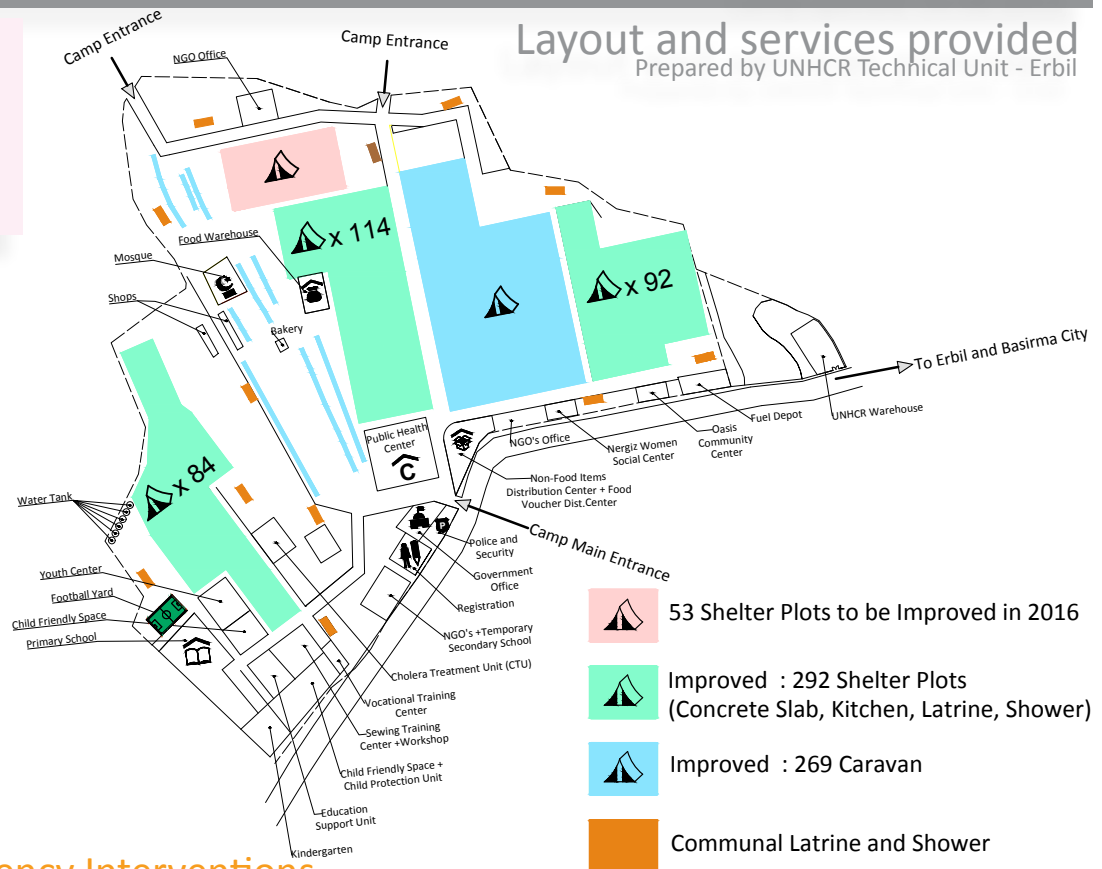 Layout and services provided
Prepared by UNHCR Technical Unit - Erbil
Camp Entrance
Camp Entrance
NGO Office
x 114
Food Warehouse
Mosque
Shops
Bakery
x 92
To Erbil and Basirma City
UNHCR Warehouse
Fuel Depot
Oasis
Community
Center
Nergiz Women
Social Center
NGO's Office
Public Health
Center
C
Non-Food Items
Distribution Center + Food
Voucher Dist.Center
Camp Main Entrance
x 84
Water Tank
P
Police and
Security
Government
Office
Registration
NGO's +Temporary
Secondary School
Youth Center
Football Yard
Child Friendly Space
Primary School
Cholera Treatment Unit (CTU)
Vocational Training
Center
Sewing Training
Center +Workshop
Child Friendly Space +
Child Protection Unit
Education
Support Unit
Kindergarten
53 Shelter Plots to be Improved in 2016
Improved : 292 Shelter Plots
(Concrete Slab, Kitchen, Latrine, Shower)
Improved : 269 Caravan
Communal Latrine and Shower